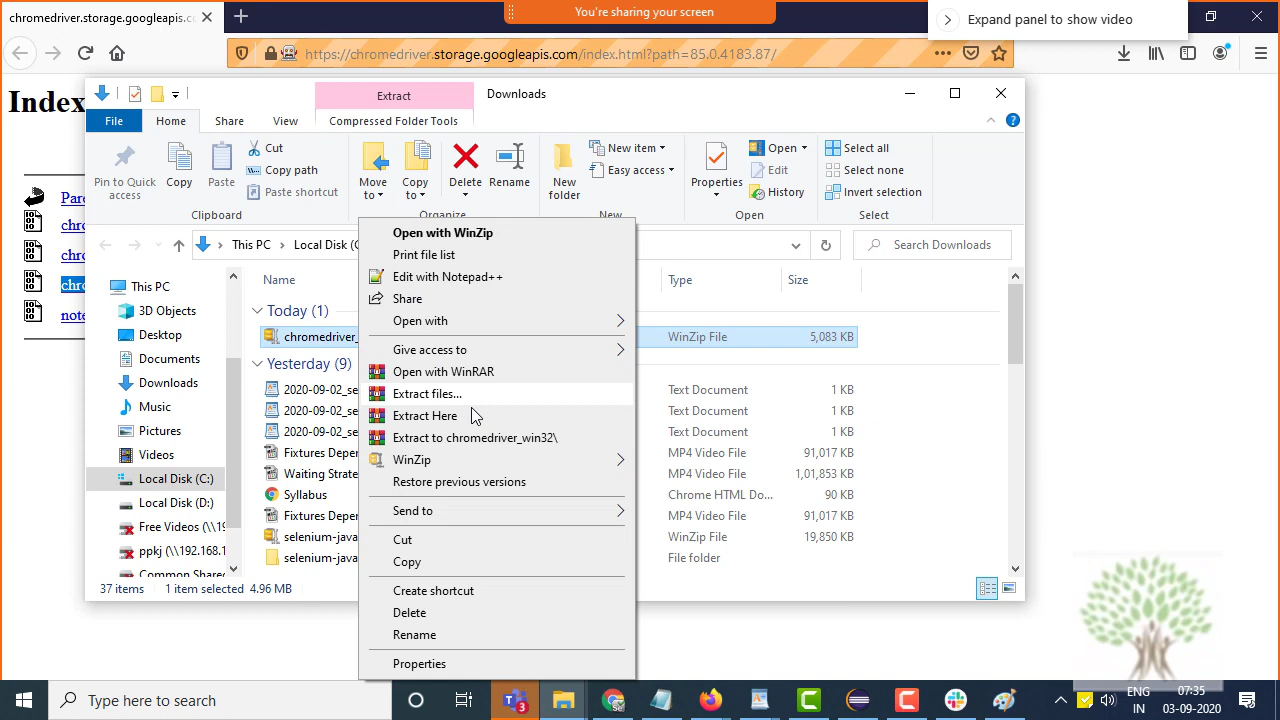 chromedriver.storage.googleapis.co
You're sharing your screen
Expand panel to show video
https://chromedriver.storage.googleapis.com/index.html?path=85.0.4183.87/
Index
Extract
Downloads
File
Home
Share
View
Compressed Folder Tools
Pin to Quick access
Copy
Paste
Cut
Copy path
Paste shortcut
Clipboard
Move to
Copy to
Delete
Rename
Organize
New folder
New item
Easy access
New
Properties
Open
Edit
History
Open
Select all
Select none
Invert selection
Select
This PC
Local Disk (C
Search Downloads
Pare
chro
chro
chro
note
This PC
3D Objects
Desktop
Documents
Downloads
Music
Pictures
Videos
Local Disk (C:)
Local Disk (D:)
Free Videos (\\19
ppkj (\\192.168.1
Common Share
Name
Type
Size
Today (1)
chromedriver_
WinZip File
5,083 KB
Yesterday (9)
2020-09-02_se
Text Document
1 KB
2020-09-02_se
Text Document
1 KB
2020-09-02_se
Text Document
1 KB
Fixtures Depen
MP4 Video File
91,017 KB
Waiting Strate
MP4 Video File
1,01,853 KB
Syllabus
Chrome HTML Do...
90 KB
Fixtures Depen
MP4 Video File
91,017 KB
selenium-java
WinZip File
19,850 KB
selenium-java
File folder
Open with WinZip
Print file list
Edit with Notepad++
Share
Open with
Give access to
Open with WinRAR
Extract files...
Extract Here
Extract to chromedriver_win32\
WinZip
Restore previous versions
Send to
Cut
Copy
Create shortcut
Delete
Rename
Properties
37 items
1 item selected 4.96 MB
Type here to search
3
ENG
IN
07:35
03-09-2020